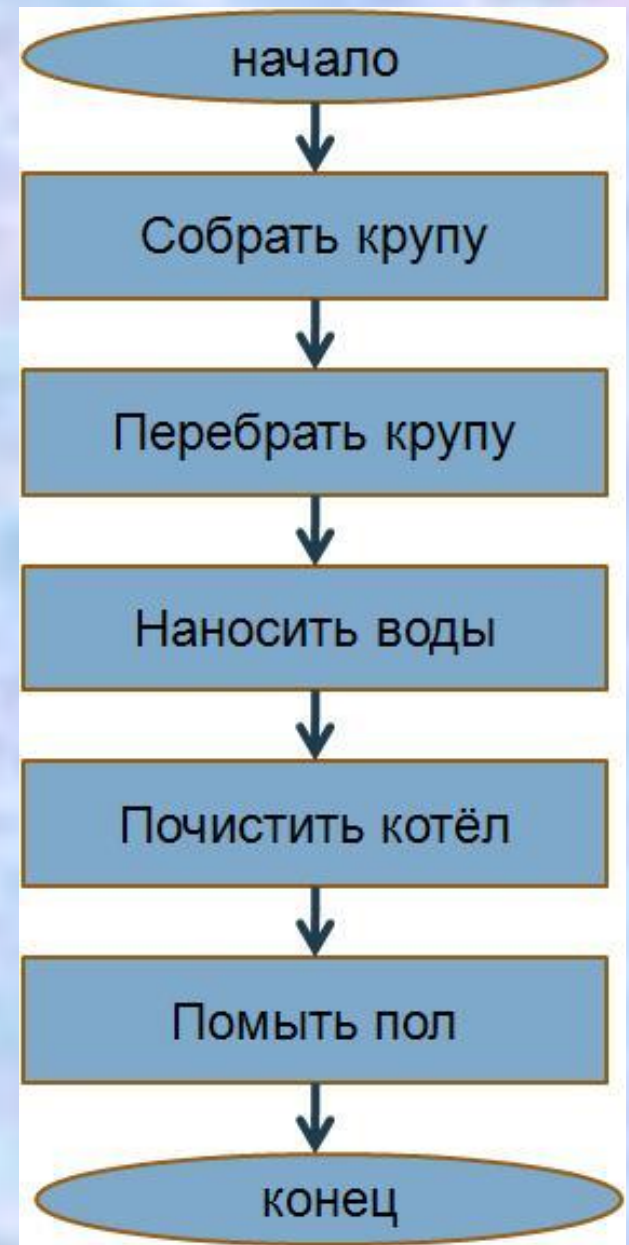 начало
Собрать крупу
Перебрать крупу
Наносить воды
Почистить котёл
Помыть пол
конец